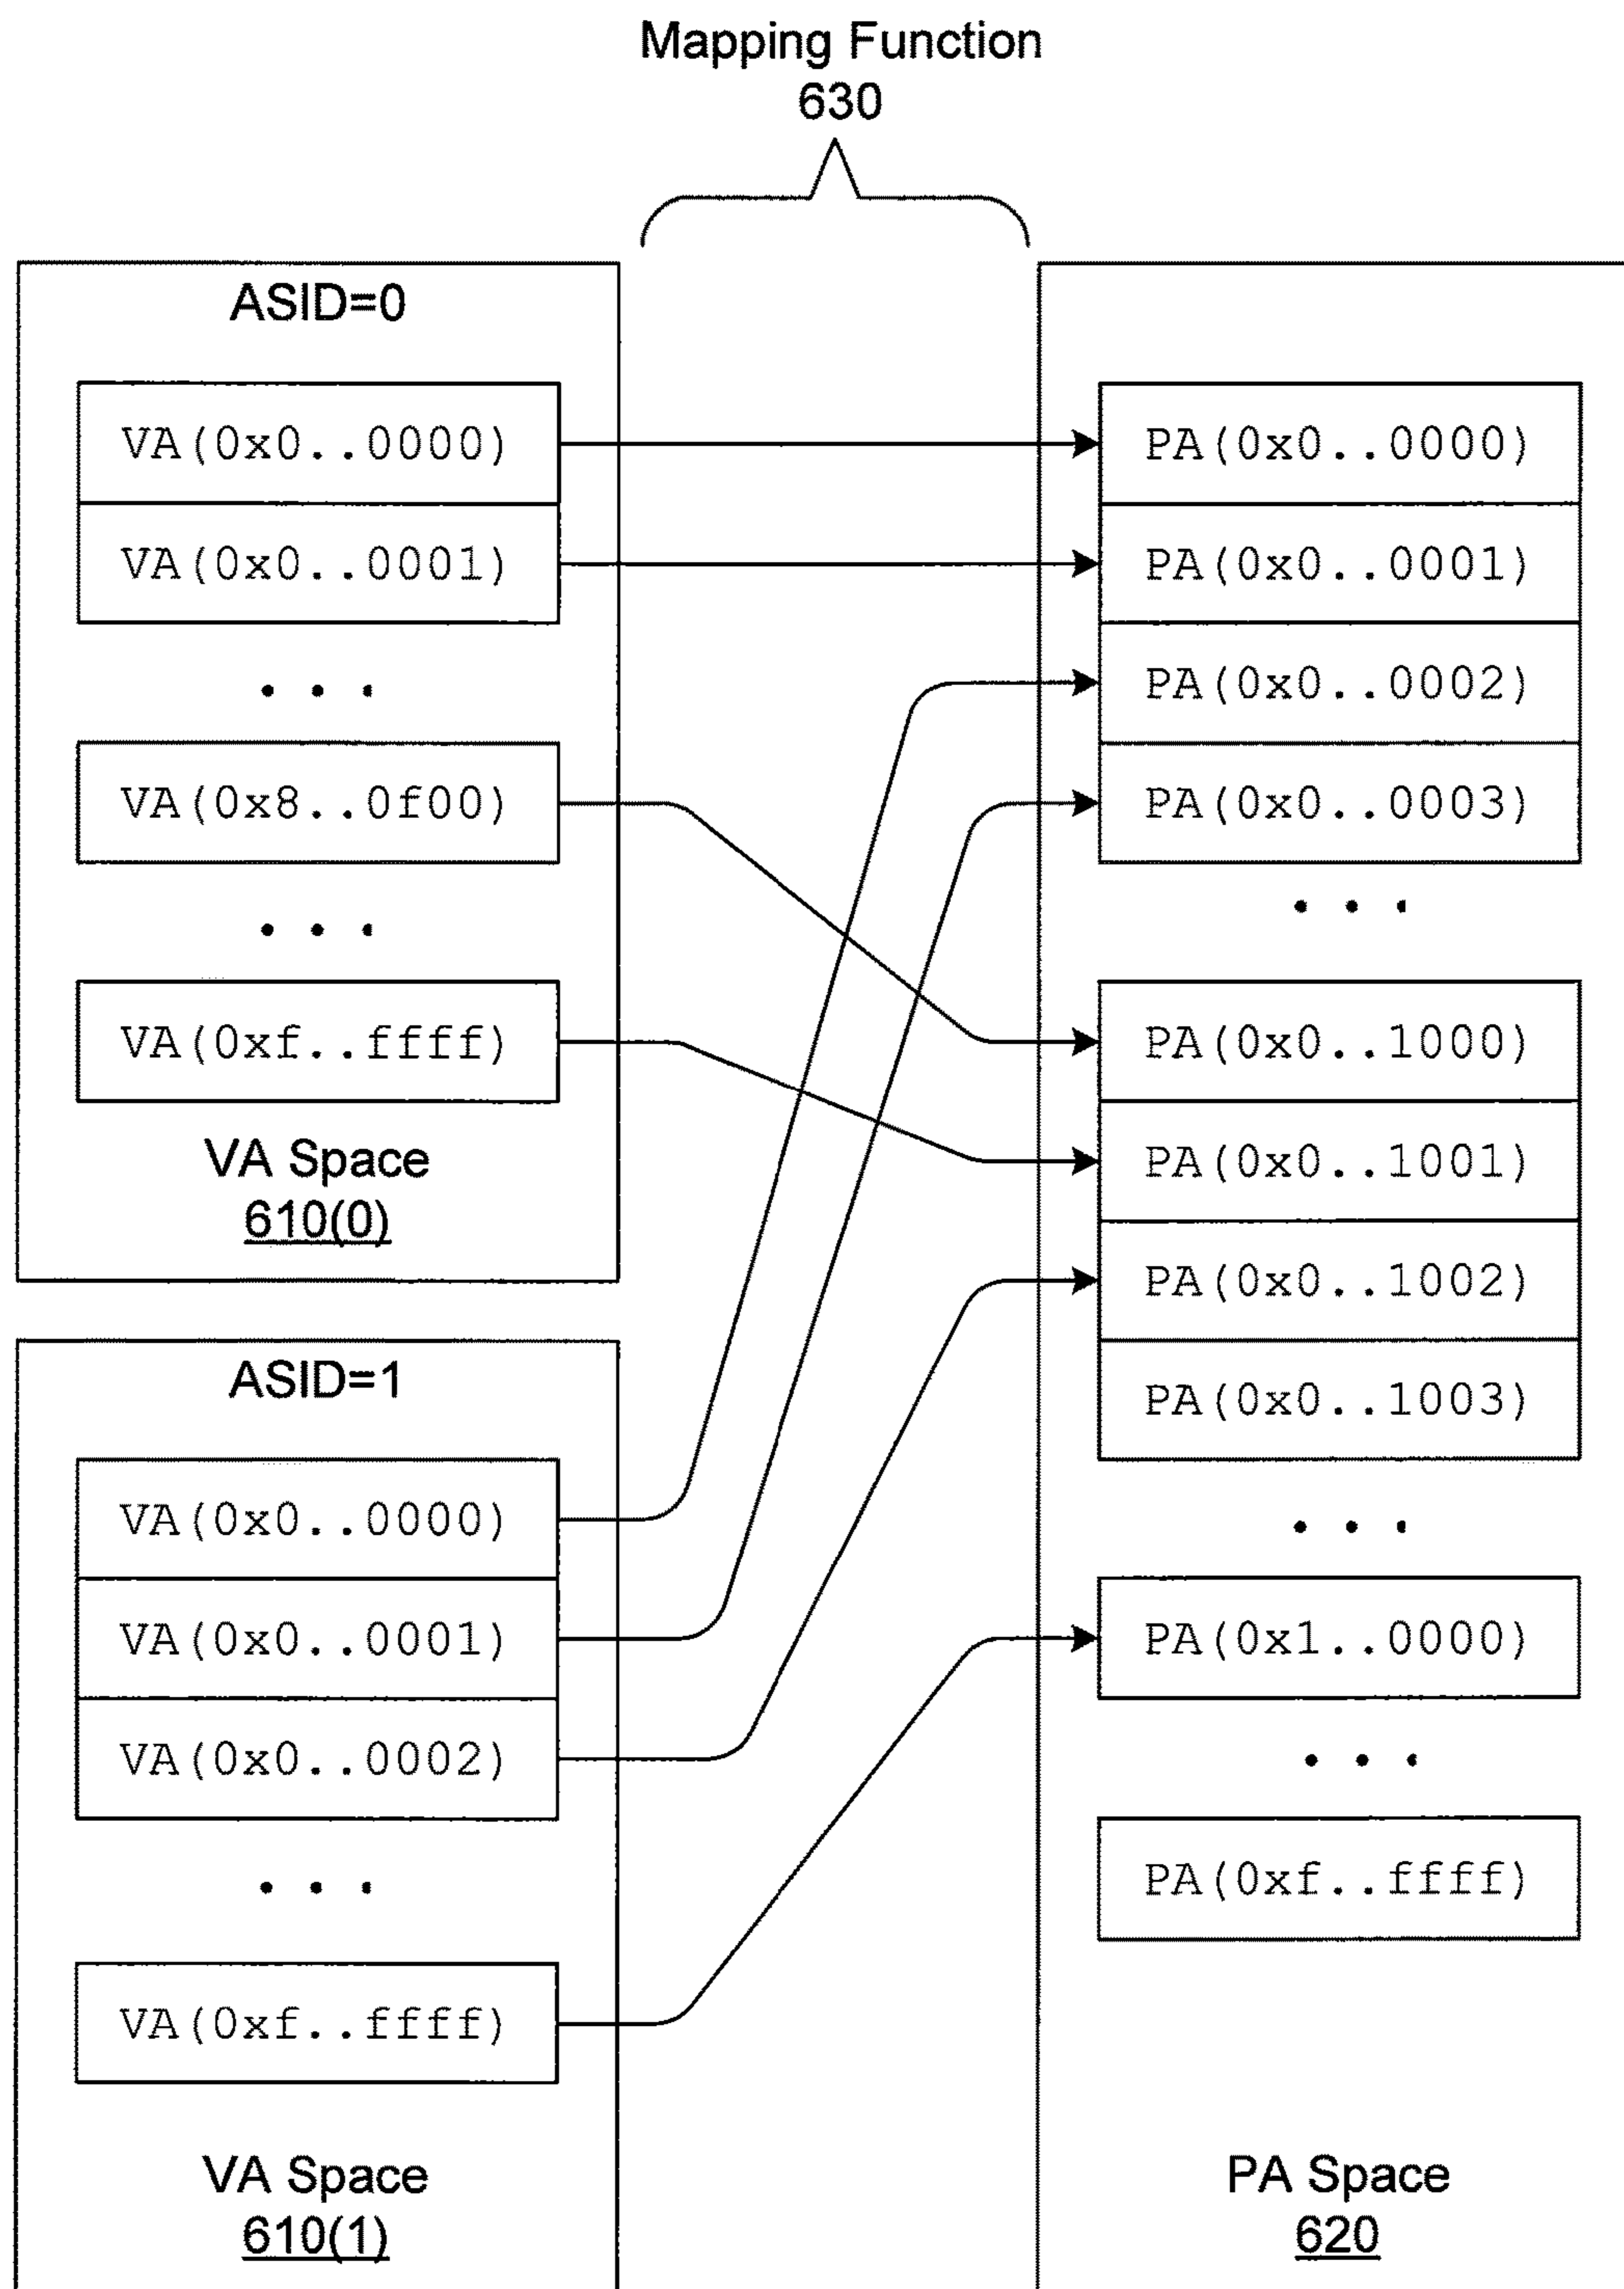 Mapping Function
630
ASID=0
VA(0x0..0000)
VA(0x0..0001)
. . .
VA(0x8..0f00)
. . .
VA(0xf..ffff)
VA Space
610(0)
ASID=1
VA(0x0..0000)
VA(0x0..0001)
VA(0x0..0002)
. . .
VA(0xf..ffff)
VA Space
610(1)
PA(0x0..0000)
PA(0x0..0001)
PA(0x0..0002)
PA(0x0..0003)
. . .
PA(0x0..1000)
PA(0x0..1001)
PA(0x0..1002)
PA(0x0..1003)
. . .
PA(0x1..0000)
. . .
PA(0xf..ffff)
PA Space
620